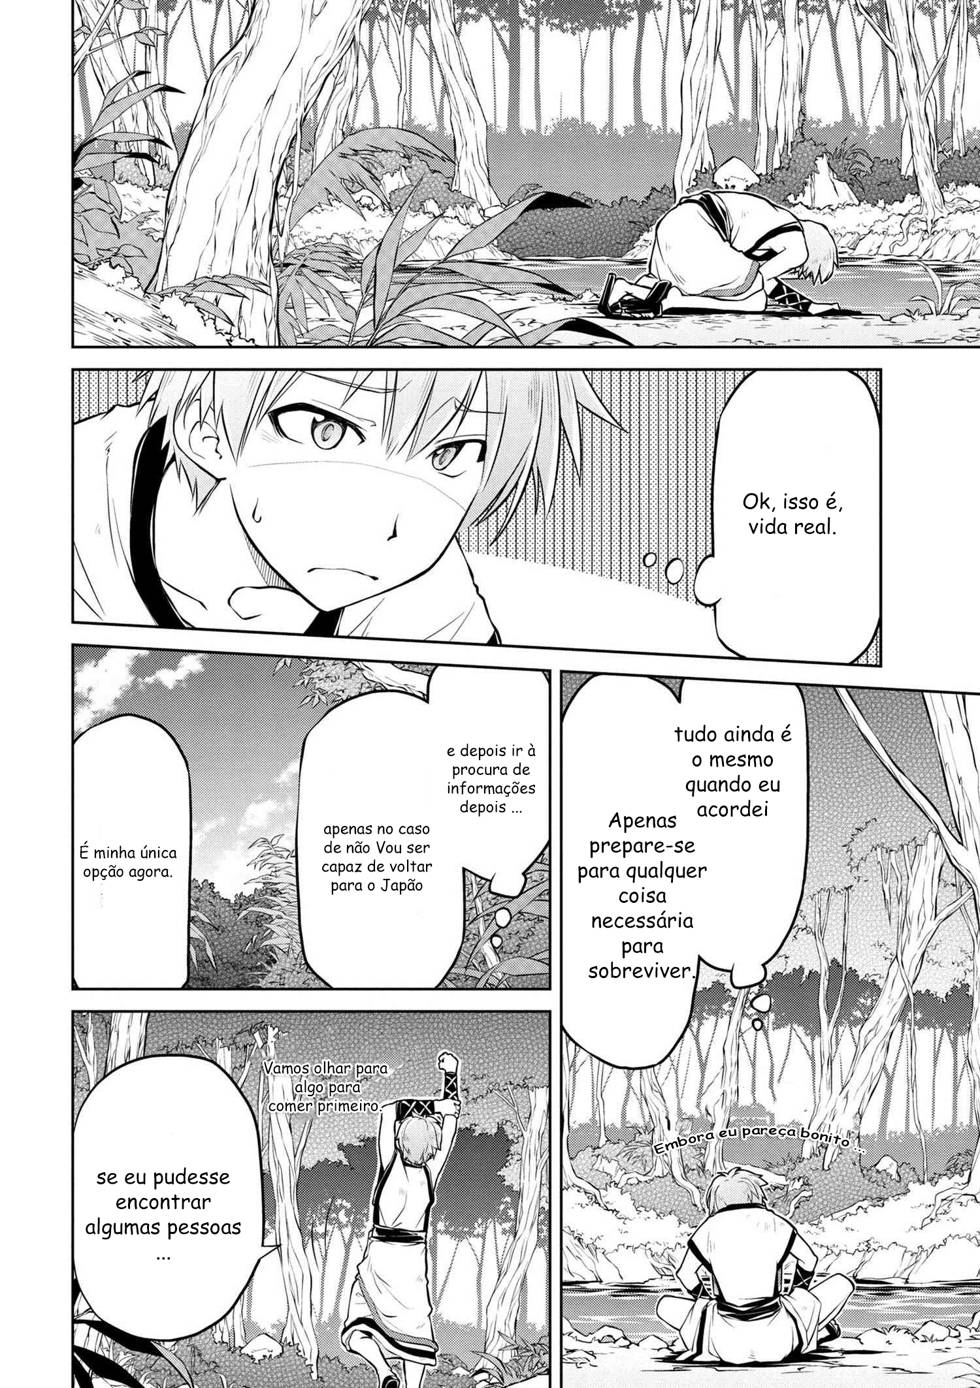 Ok, isso é,
vida real.
tudo ainda é
o mesmo
quando eu
acordei
Apenas
prepare-se
para qualquer
coisa
necessária
para
sobreviver.
Embora eu pareça bonito ...
e depois ir à
procura de
informações
depois ...
apenas no caso
de não Vou ser
capaz de voltar
para o Japão
É minha única
opção agora.
Vamos olhar para
algo para
comer primeiro.
se eu pudesse
encontrar
algumas pessoas
...